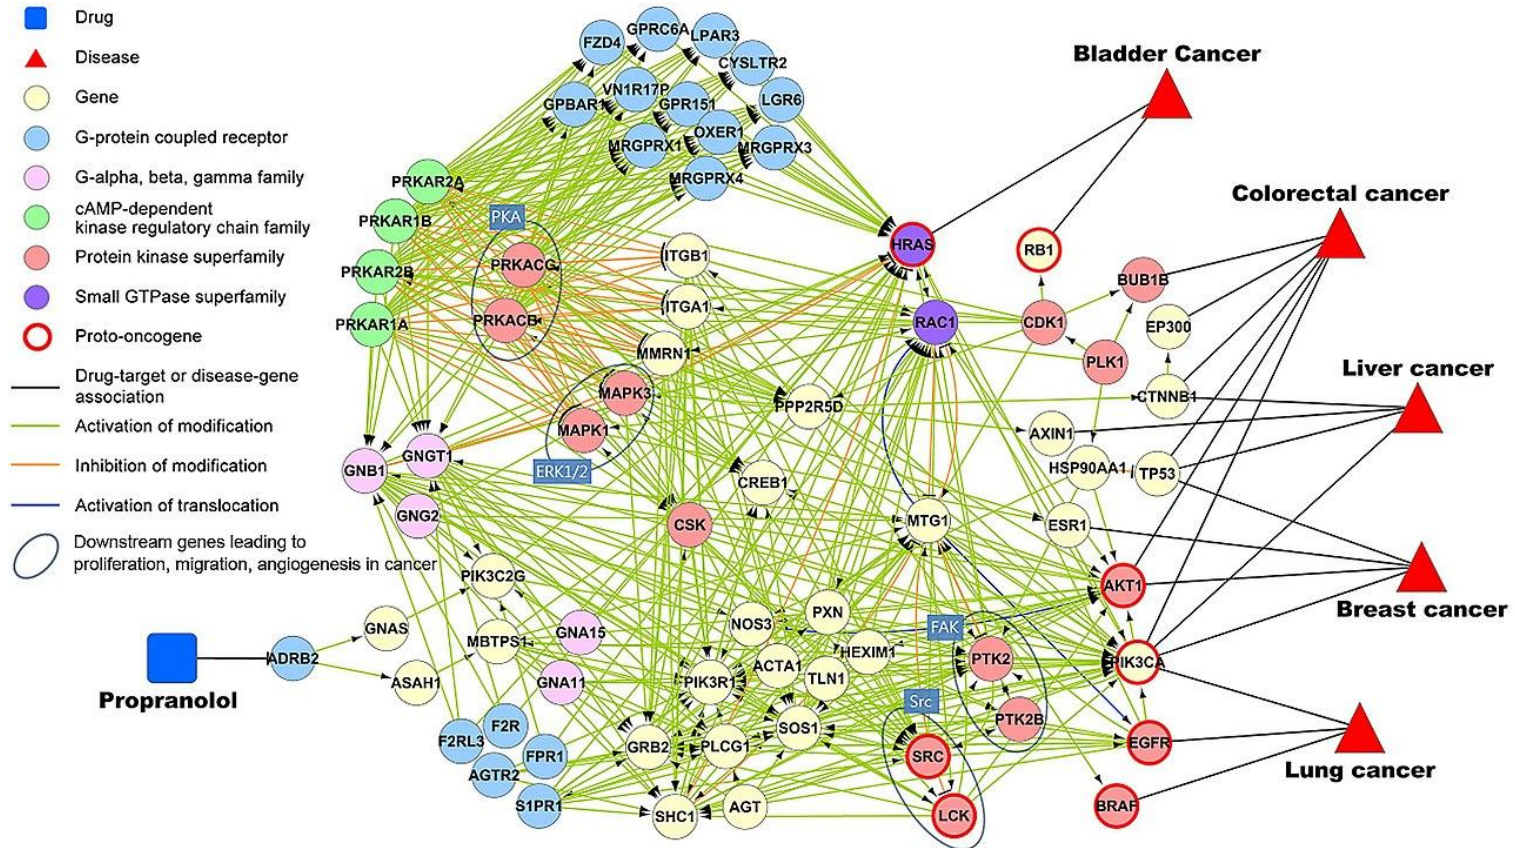 Drug
Disease
Gene
G-protein coupled receptor
G-alpha, beta, gamma family
cAMP-dependent
kinase regulatory chain family
Protein kinase superfamily
Small GTPase superfamily
Proto-oncogene
Drug-target or disease-gene
association
Activation of modification
Inhibition of modification
Activation of translocation
Downstream genes leading to
proliferation, migration, angiogenesis in cancer
FZD4
GPRC6A
LPAR3
CYSLTR2
GPBAR1
VN1R17P
GPR151
LGR6
OXER1
MRGPRX1
MRGPRX3
MRGPRX4
PRKAR2A
PRKAR1B
PRKAR2B
PRKAR1A
PKA
PRKACG
PRKACB
ITGB1
ITGA1
MMRN1
MAPK3
MAPK1
ERK1/2
PPP2R5D
HRAS
RAC1
RB1
CDK1
BUB1B
EP300
PLK1
CTNNB1
AXIN1
HSP90AA1
TP53
ESR1
GNB1
GNGT1
GNG2
CREB1
CSK
MTG1
PIK3C2G
GNAS
MBTPS1
GNA15
ADRB2
ASAH1
GNA11
NOS3
PXN
HEXIM1
ACTA1
TLN1
PIK3R1
FAK
PTK2
PTK2B
AKT1
PIK3CA
EGFR
BRAF
Src
SRC
LCK
F2RL3
F2R
FPR1
AGTR2
S1PR1
GRB2
PLCG1
SOS1
SHC1
AGT
Propranolol
Bladder Cancer
Colorectal cancer
Liver cancer
Breast cancer
Lung cancer